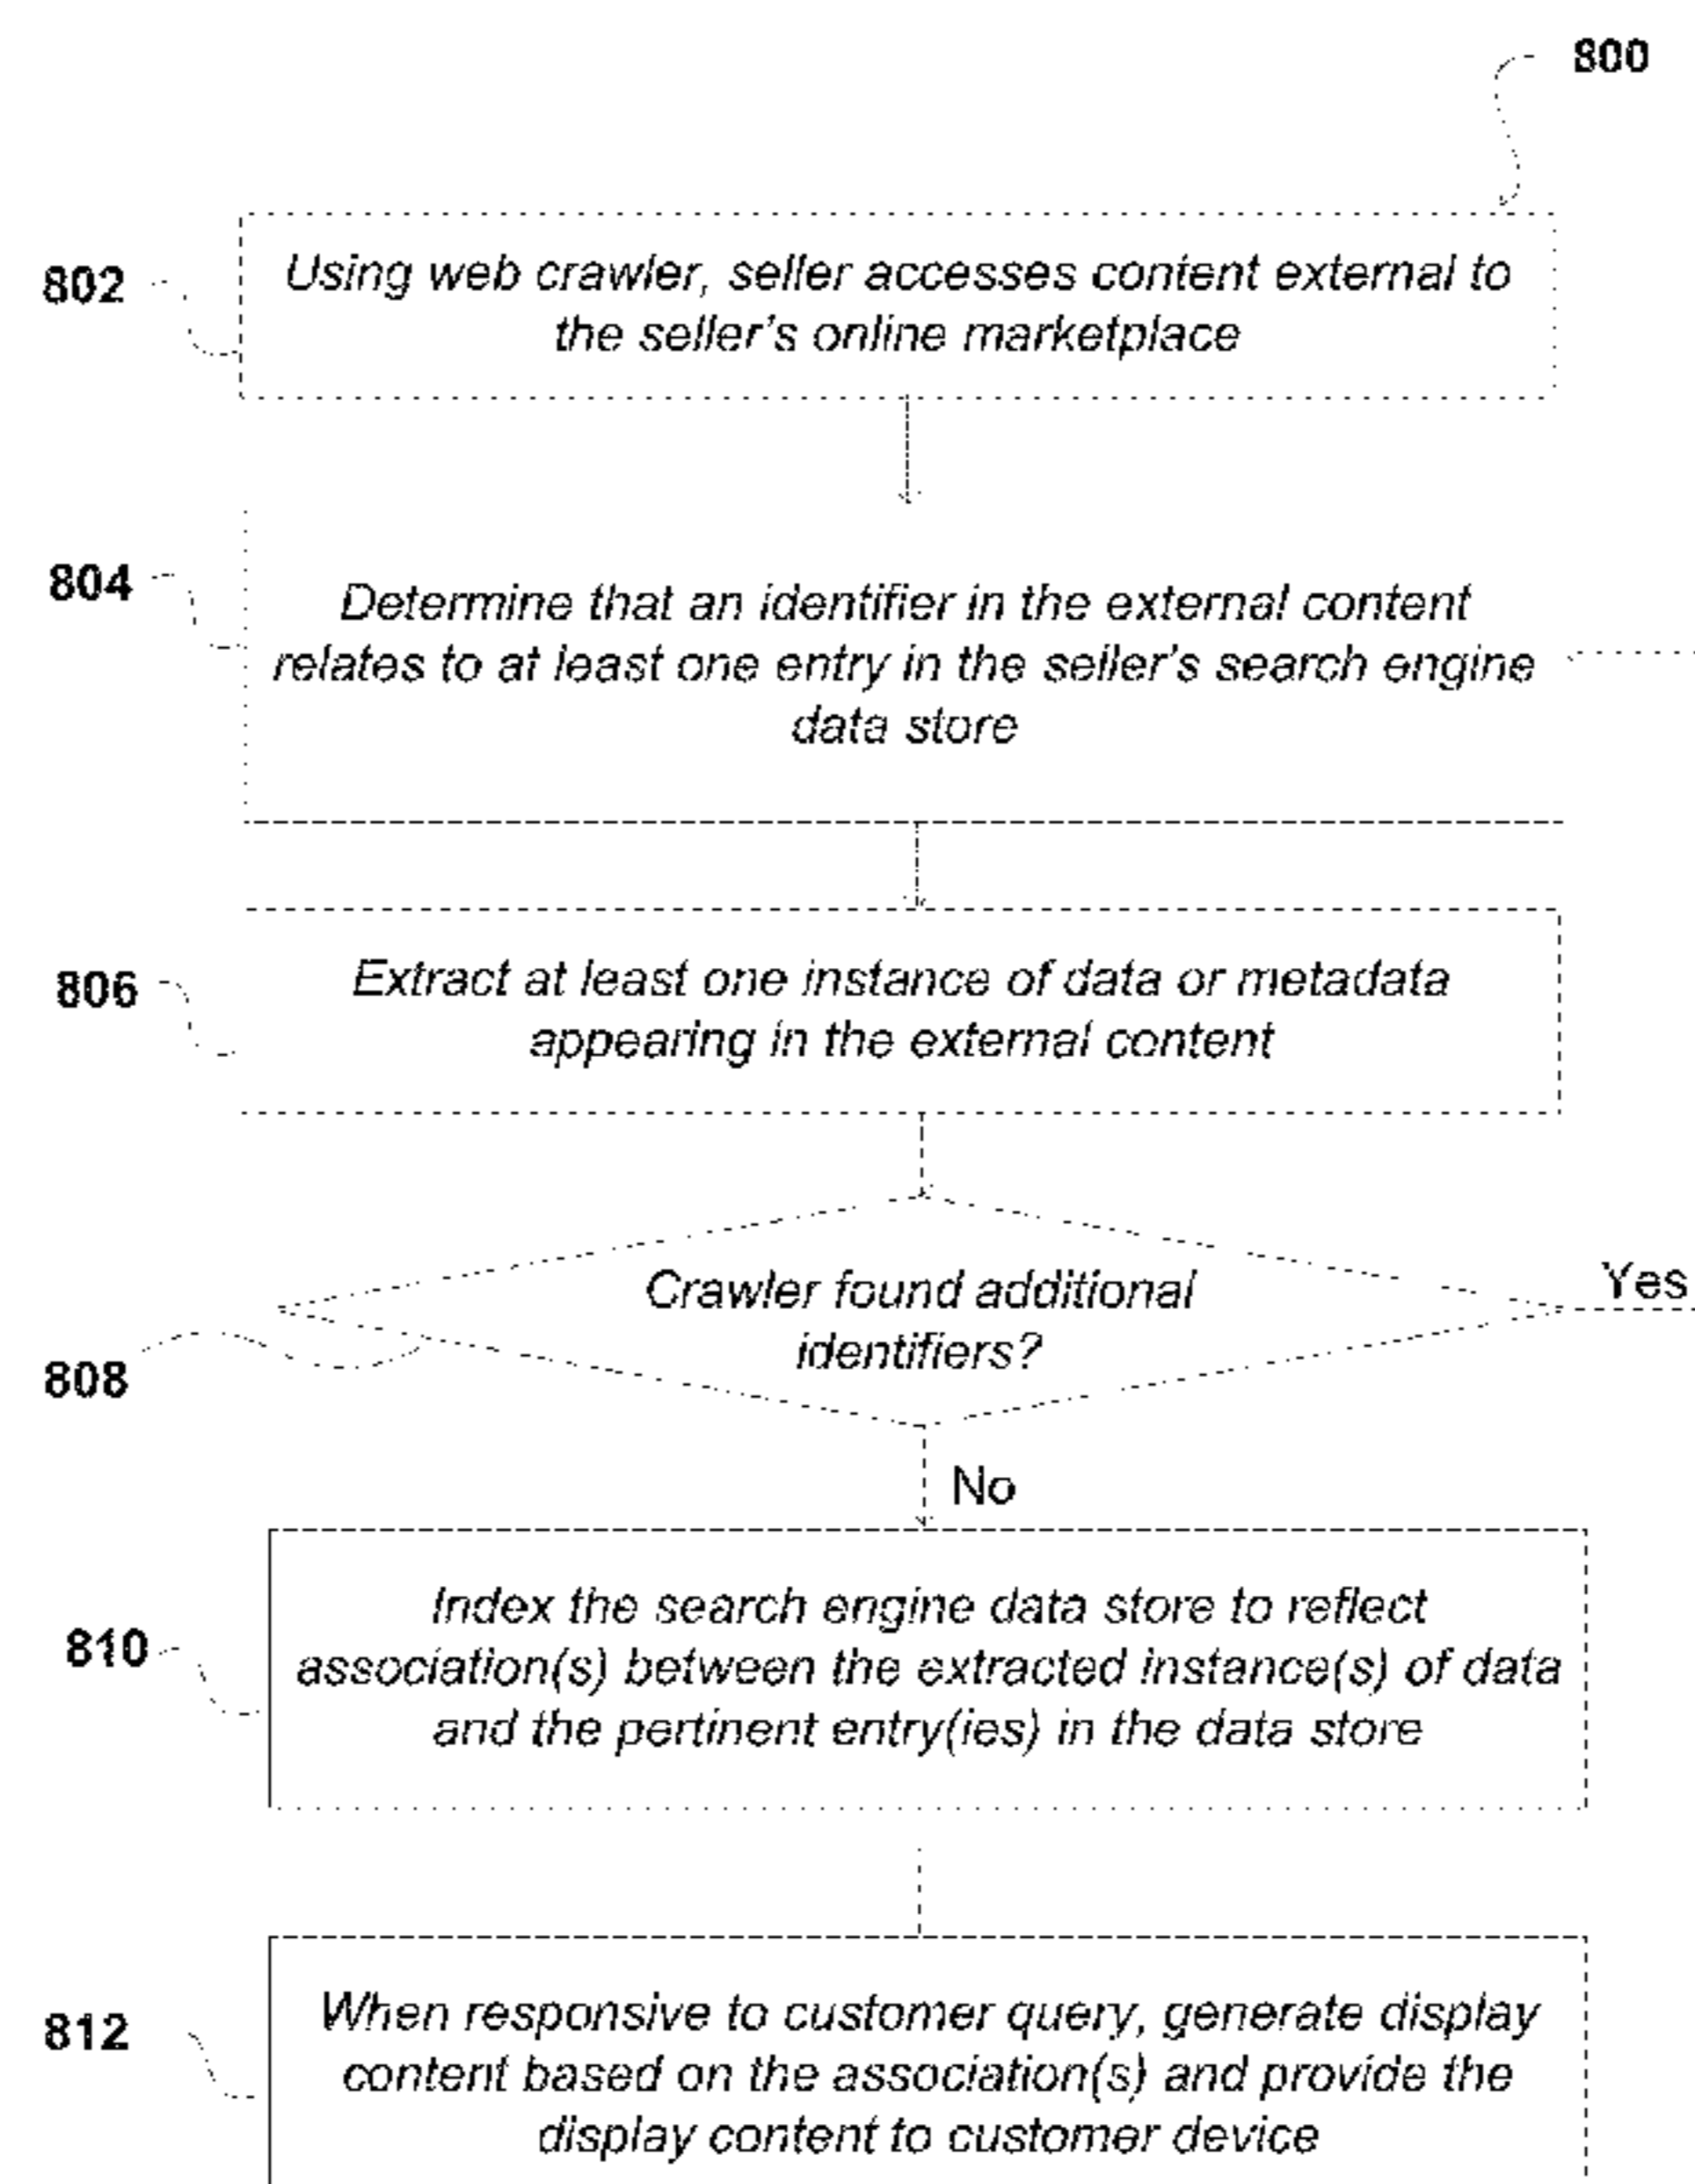 800
802
Using web crawler, seller accesses content external to
the seller's online marketplace
804
Determine that an identifier in the external content
relates to at least one entry in the seller's search engine
data store
806
Extract at least one instance of data or metadata
appearing in the external content
808
Crawler found additional
identifiers?
Yes
No
810
Index the search engine data store to reflect
association(s) between the extracted instance(s) of data
and the pertinent entry(ies) in the data store
812
When responsive to customer query, generate display
content based on the association(s) and provide the
display content to customer device